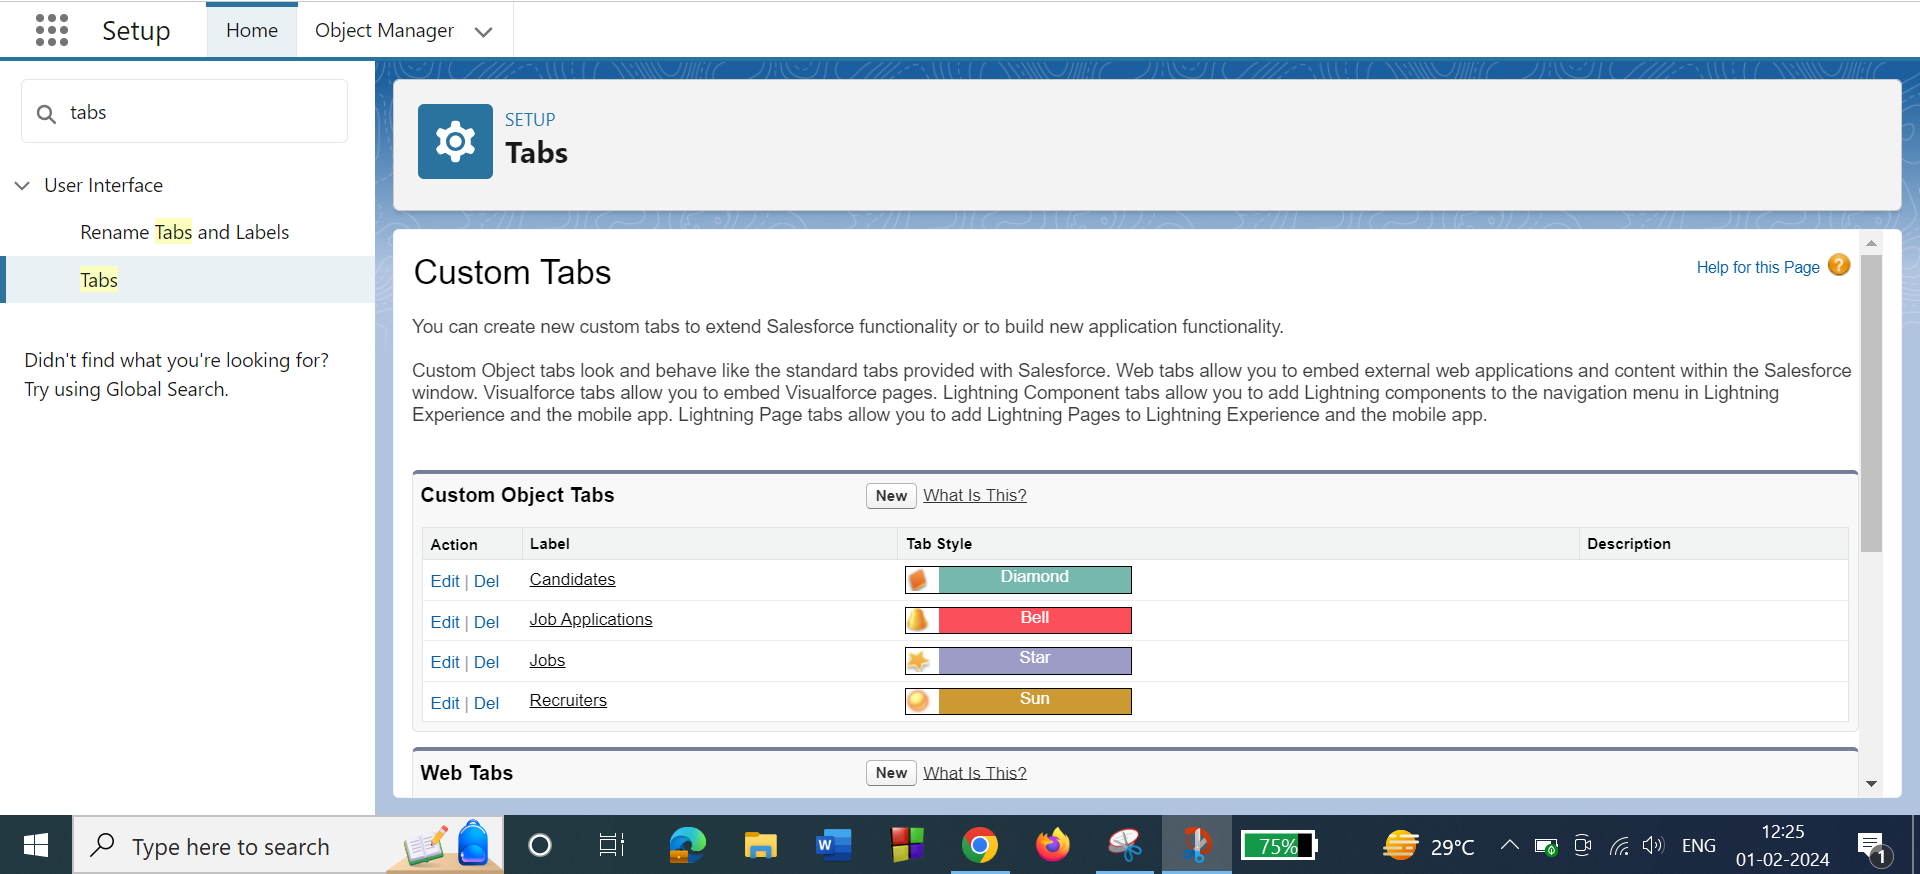 Setup
Home
Object Manager
tabs
User Interface
Rename Tabs and Labels
Tabs
Didn't find what you're looking for?
Try using Global Search.
SETUP
Tabs
Custom Tabs
Help for this Page ?
You can create new custom tabs to extend Salesforce functionality or to build new application functionality.
Custom Object tabs look and behave like the standard tabs provided with Salesforce. Web tabs allow you to embed external web applications and content within the Salesforce
window. Visualforce tabs allow you to embed Visualforce pages. Lightning Component tabs allow you to add Lightning components to the navigation menu in Lightning
Experience and the mobile app. Lightning Page tabs allow you to add Lightning Pages to Lightning Experience and the mobile app.
Custom Object Tabs New What Is This?
Action Label Tab Style Description
Edit | Del Candidates Diamond
Edit | Del Job Applications Bell
Edit | Del Jobs Star
Edit | Del Recruiters Sun
Web Tabs New What Is This?
Type here to search
W
75%
29°C
ENG
12:25
01-02-2024
1